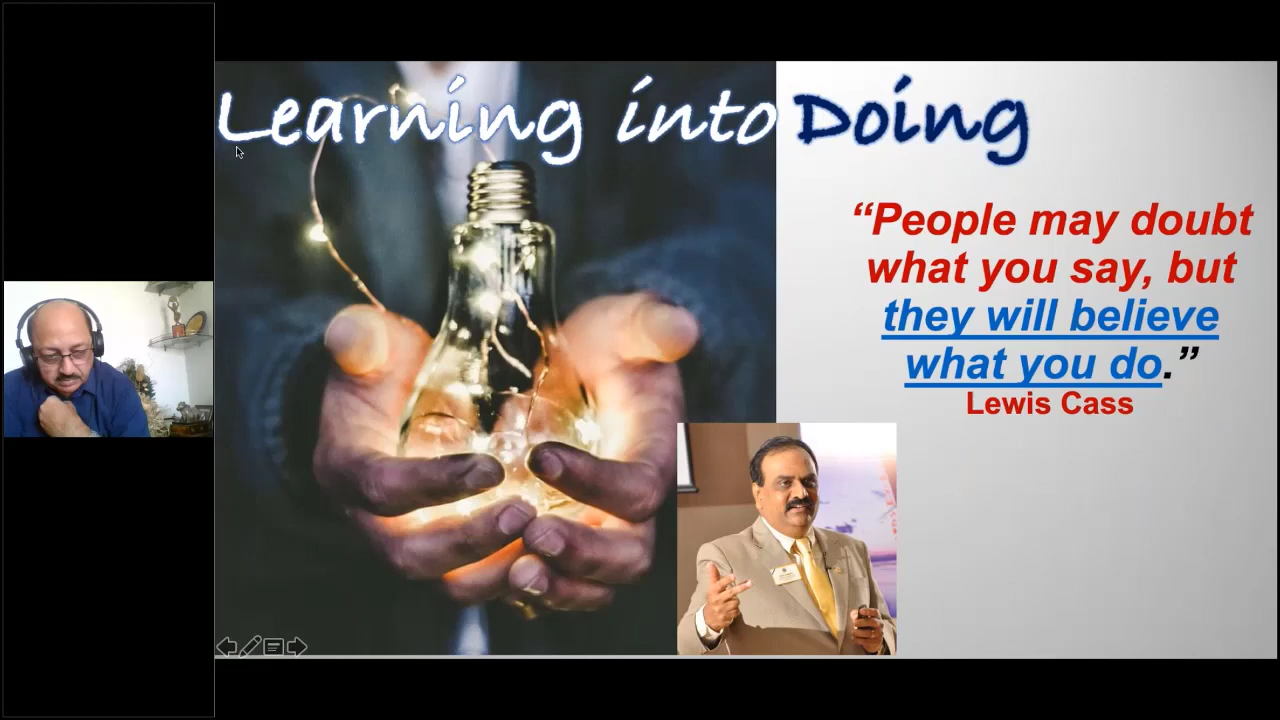 Learning into Doing
“People may doubt
what you say, but
they will believe
what you do.”
Lewis Cass